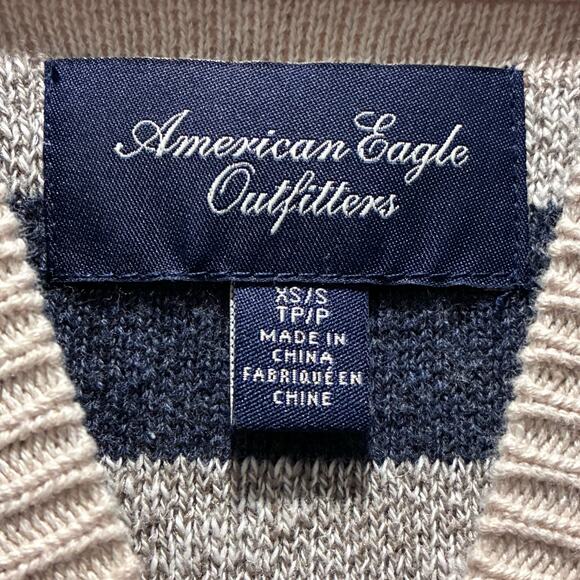 American Eagle
Outfitters
XS/S
TP/P
MADE IN
CHINA
FABRIQUÉ EN
CHINE